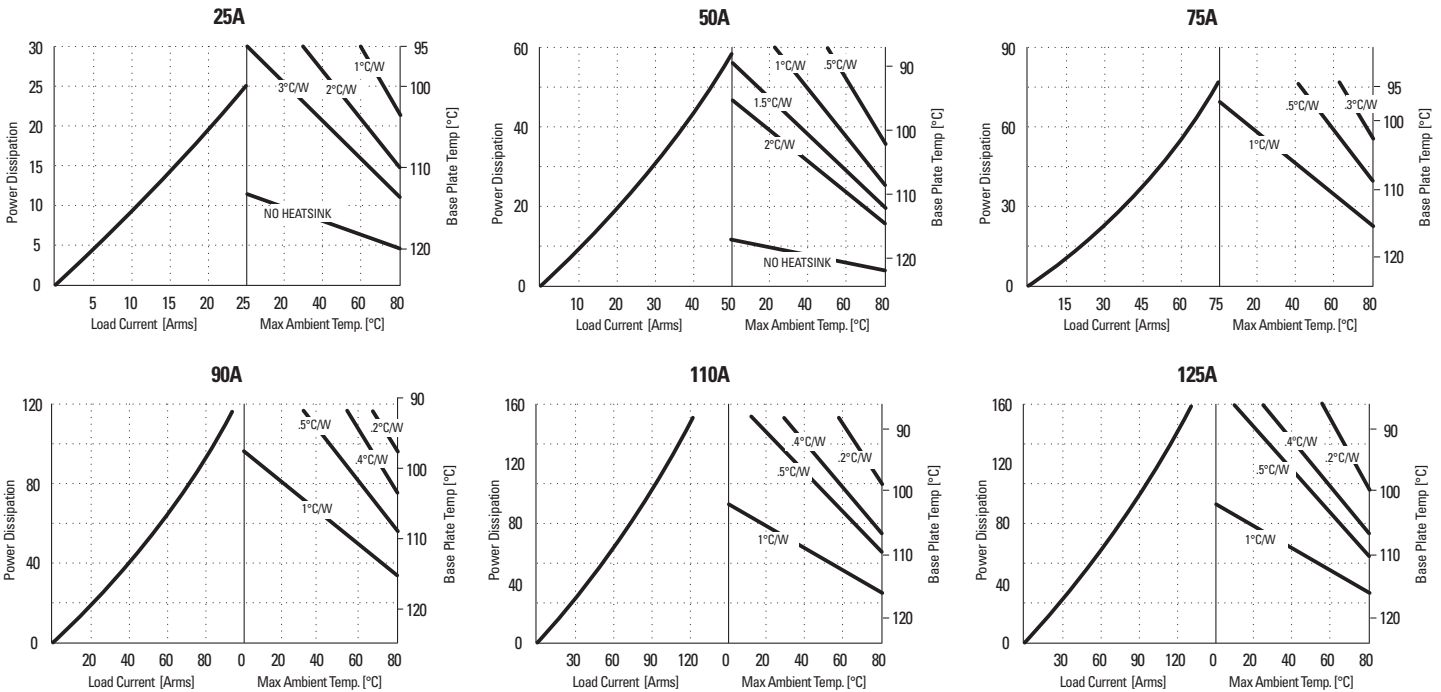 25A
Power Dissipation
30
25
20
15
10
5
0
5 10 15 20 25 20 40 60 80
Load Current [Arms] Max Ambient Temp. [°C]
1°C/W
2°C/W
3°C/W
NO HEATSINK
95
100
110
120
Base Plate Temp [°C]
50A
Power Dissipation
60
40
20
0
10 20 30 40 50 20 40 60 80
Load Current [Arms] Max Ambient Temp. [°C]
1°C/W
.5°C/W
1.5°C/W
2°C/W
NO HEATSINK
90
100
110
120
Base Plate Temp [°C]
75A
Power Dissipation
90
60
30
0
15 30 45 60 75 20 40 60 80
Load Current [Arms] Max Ambient Temp. [°C]
.5°C/W
.3°C/W
1°C/W
95
100
110
120
Base Plate Temp [°C]
90A
Power Dissipation
120
80
40
0
20 40 60 80 0 20 40 60 80
Load Current [Arms] Max Ambient Temp. [°C]
.5°C/W
.2°C/W
.4°C/W
1°C/W
90
100
110
120
Base Plate Temp [°C]
110A
Power Dissipation
160
120
80
40
0
30 60 90 120 0 20 40 60 80
Load Current [Arms] Max Ambient Temp. [°C]
.4°C/W
.2°C/W
.5°C/W
1°C/W
90
100
110
120
Base Plate Temp [°C]
125A
Power Dissipation
160
120
80
40
0
30 60 90 120 0 20 40 60 80
Load Current [Arms] Max Ambient Temp. [°C]
.4°C/W
.2°C/W
.5°C/W
1°C/W
90
100
110
120
Base Plate Temp [°C]